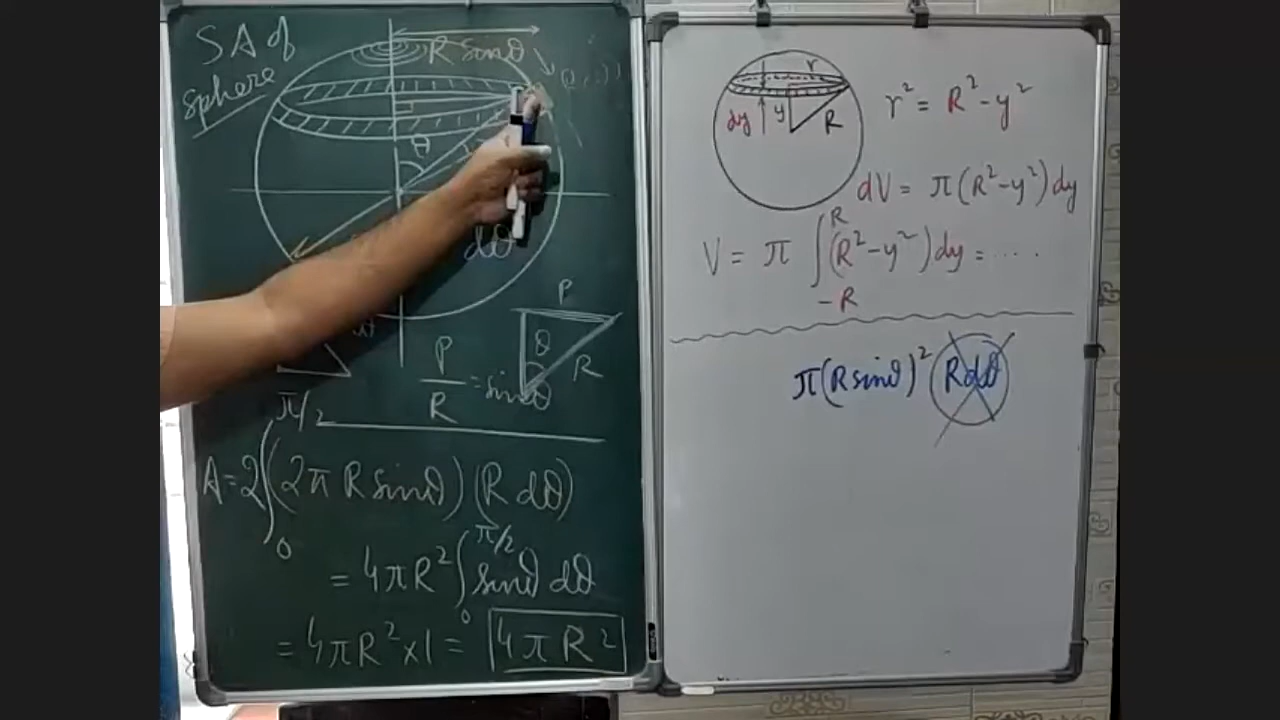 SA of
sphere
R sinθ
θ
dθ
P
θ
R
P/R = sinθ
A = 2 ∫₀^π/2 (2π R sinθ) (R dθ)
= 4πR² ∫₀^π/2 sinθ dθ
= 4πR² x 1 = 4πR²
r
dy
y
R
r² = R² - y²
dV = π(R² - y²)dy
V = π ∫₋R^R (R² - y²)dy = .....
π(R sinθ)² R dθ